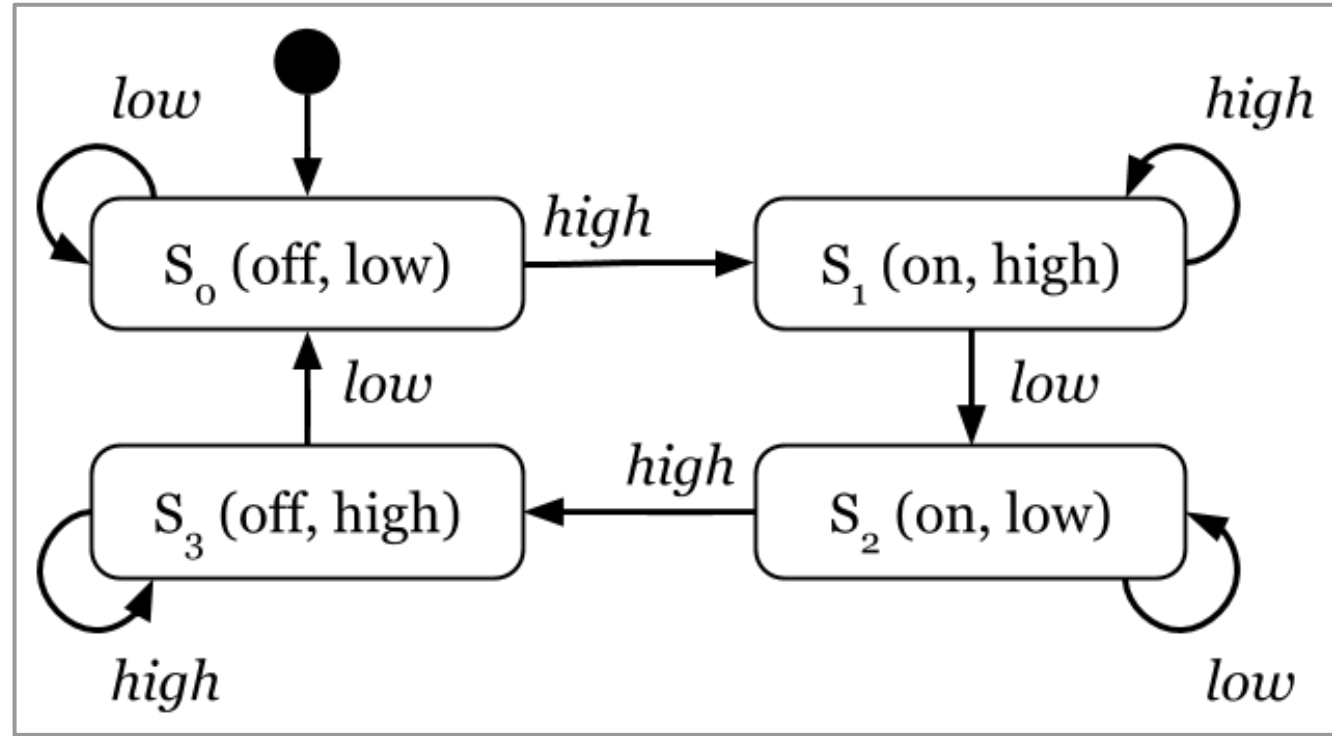 low
high
S₀ (off, low)
high
S₁ (on, high)
low
low
S₃ (off, high)
high
S₂ (on, low)
high
low